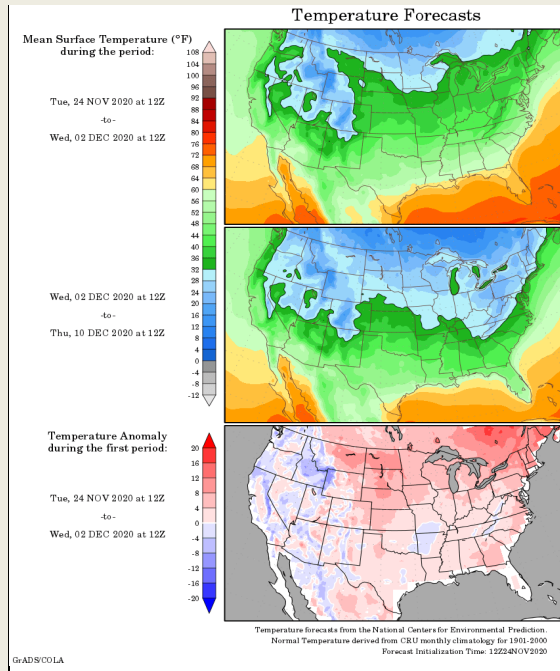 Temperature Forecasts
Mean Surface Temperature (°F)
during the period:
Tue, 24 NOV 2020 at 12Z
-to-
Wed, 02 DEC 2020 at 12Z
108
104
100
96
92
88
84
80
76
72
68
64
60
56
52
48
44
40
36
32
28
24
20
16
12
8
4
0
-4
-8
-12
Wed, 02 DEC 2020 at 12Z
-to-
Thu, 10 DEC 2020 at 12Z
Temperature Anomaly
during the first period:
Tue, 24 NOV 2020 at 12Z
-to-
Wed, 02 DEC 2020 at 12Z
20
16
12
8
4
0
-4
-8
-12
-16
-20
Temperature forecasts from the National Centers for Environmental Prediction.
Normal Temperature derived from CRU monthly climatology for 1901-2000
Forecast Initialization Time: 12Z24NOV2020
GrADS/COLA